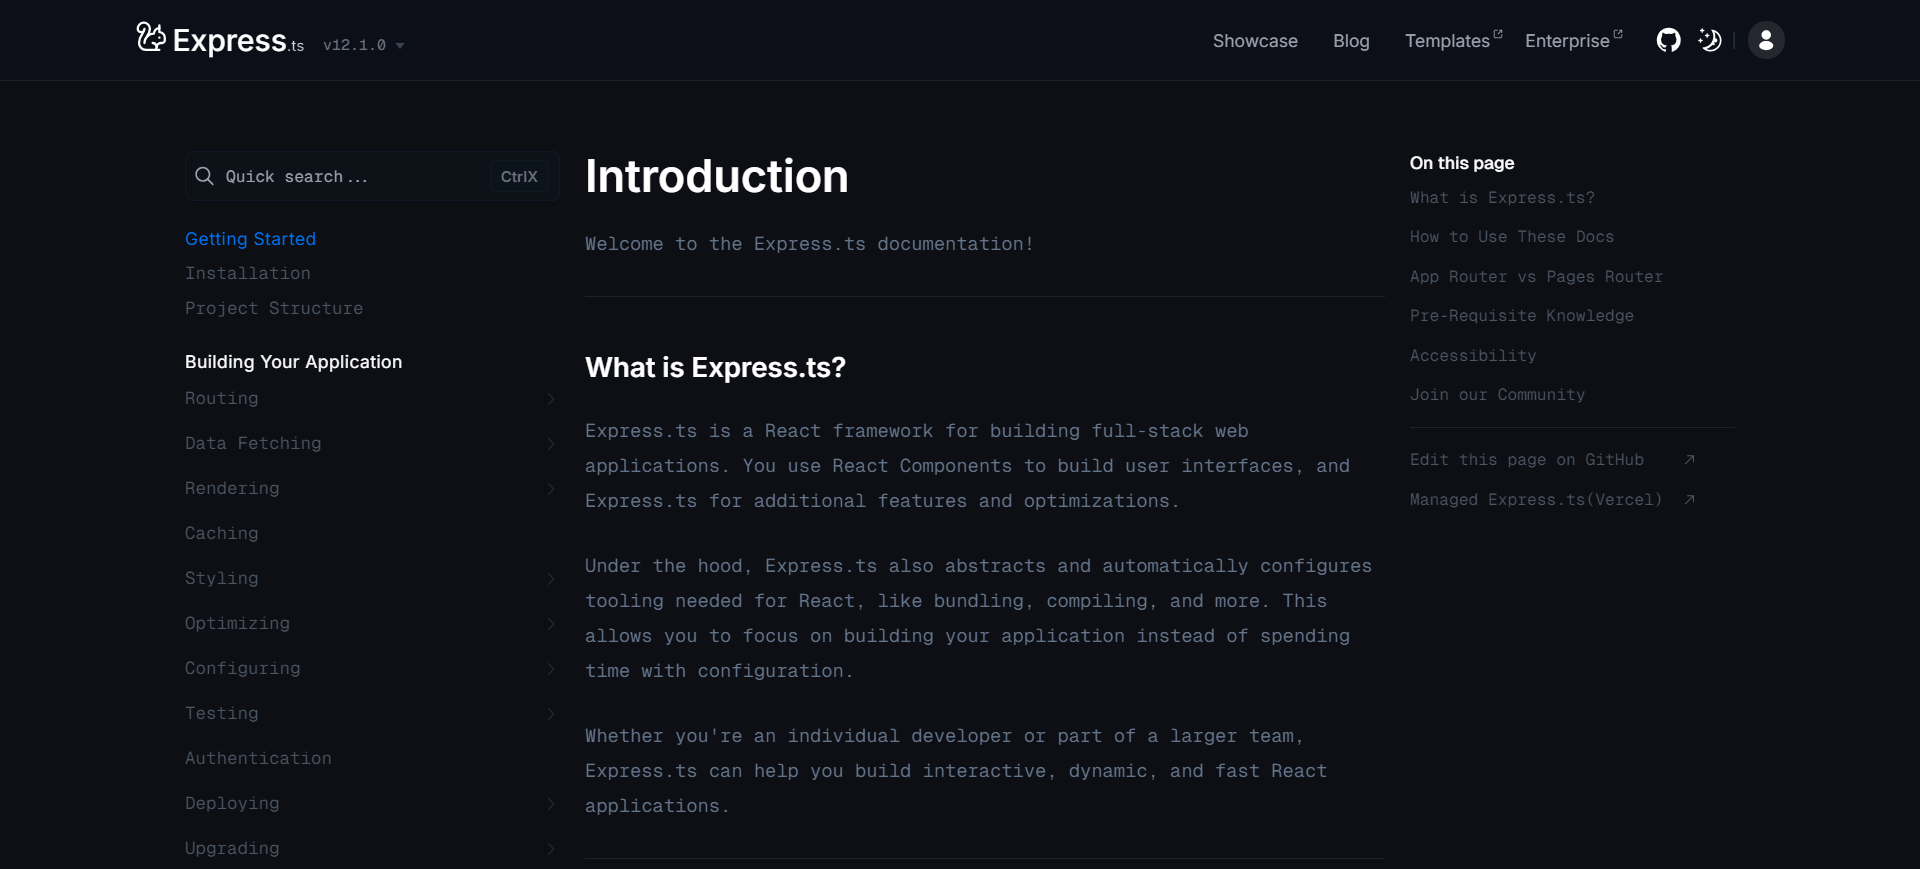 Express.ts v12.1.0
Showcase Blog Templates Enterprise
Quick search... CtrlX
Getting Started
Installation
Project Structure
Building Your Application
Routing
Data Fetching
Rendering
Caching
Styling
Optimizing
Configuring
Testing
Authentication
Deploying
Upgrading
Introduction
Welcome to the Express.ts documentation!
What is Express.ts?
Express.ts is a React framework for building full-stack web
applications. You use React Components to build user interfaces, and
Express.ts for additional features and optimizations.
Under the hood, Express.ts also abstracts and automatically configures
tooling needed for React, like bundling, compiling, and more. This
allows you to focus on building your application instead of spending
time with configuration.
Whether you're an individual developer or part of a larger team,
Express.ts can help you build interactive, dynamic, and fast React
applications.
On this page
What is Express.ts?
How to Use These Docs
App Router vs Pages Router
Pre-Requisite Knowledge
Accessibility
Join our Community
Edit this page on GitHub
Managed Express.ts(Vercel)